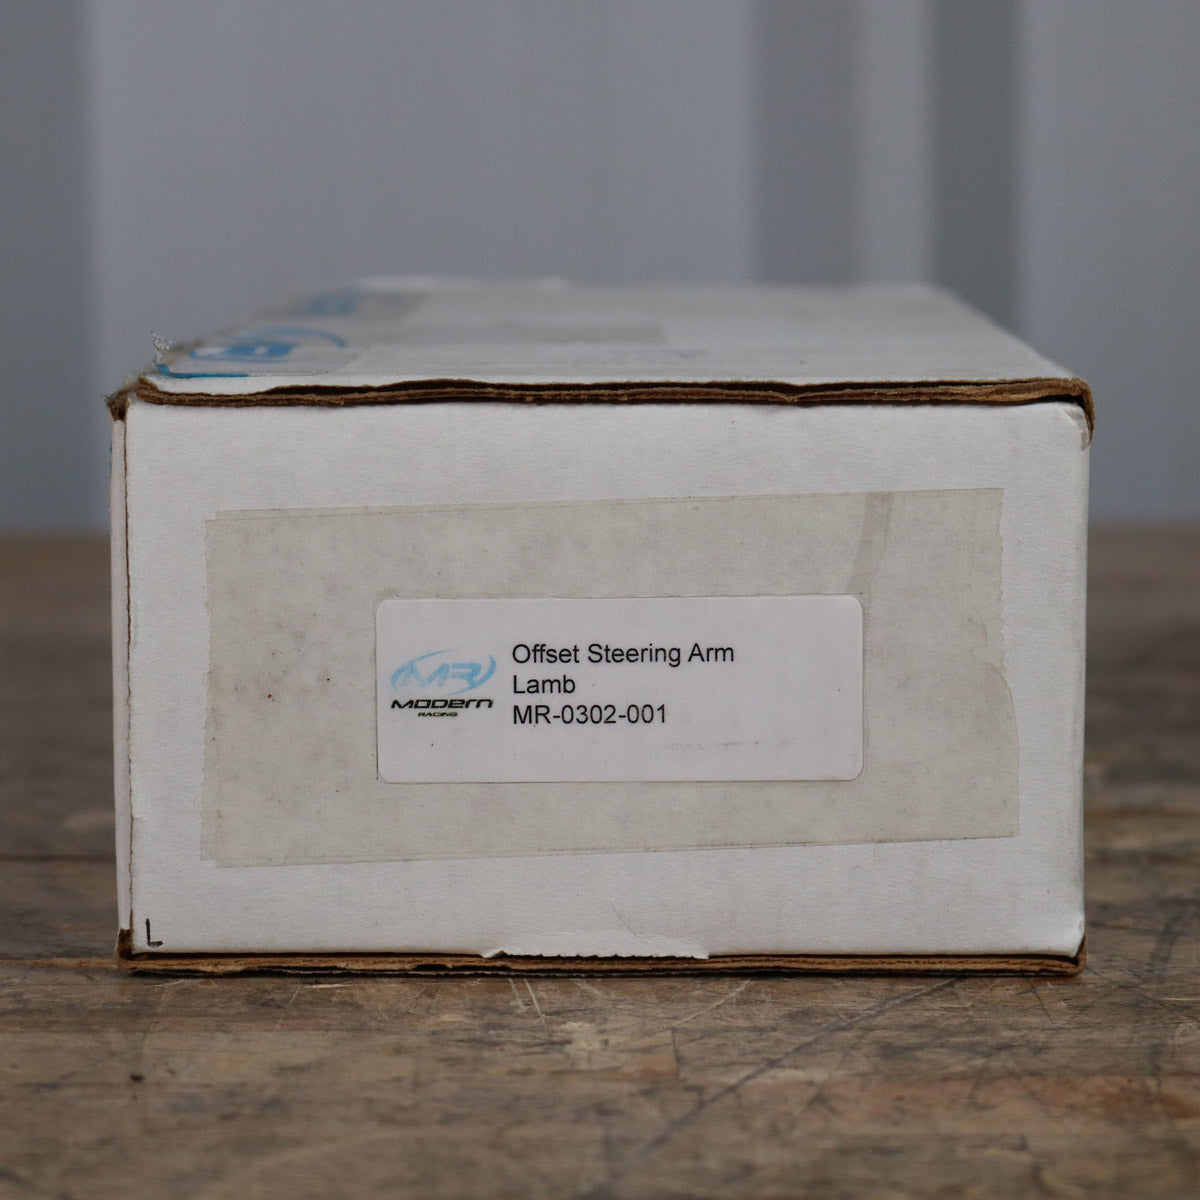 MR
Modern
RACING
Offset Steering Arm
Lamb
MR-0302-001
L